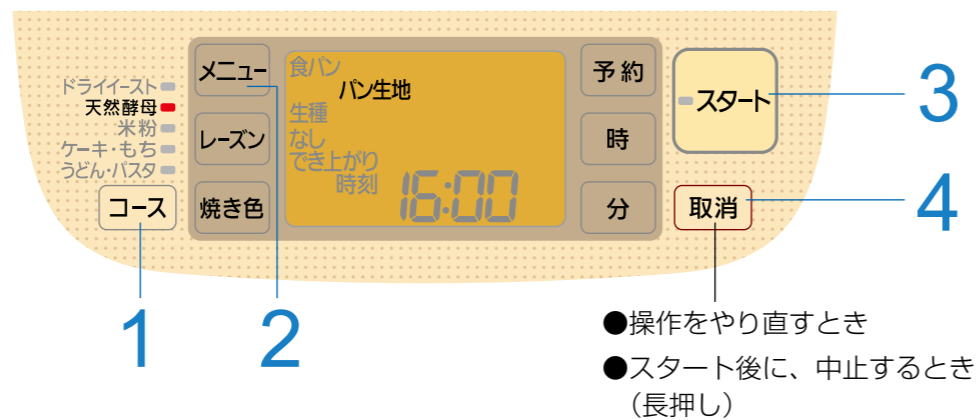 ドライイースト
天然酵母
米粉
ケーキ・もち
うどん・パスタ
コース
メニュー
レーズン
焼き色
食パン
パン生地
生種
なし
でき上がり
時刻 16:00
予約
時
分
スタート
取消
1
2
3
4
●操作をやり直すとき
●スタート後に、中止するとき
（長押し）